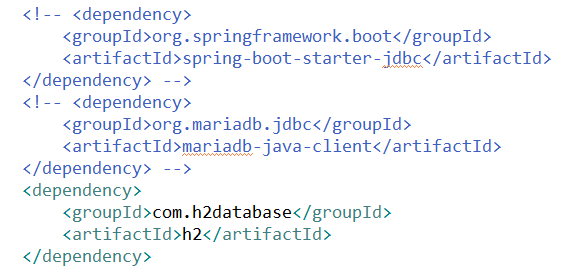 <!-- <dependency>
<groupId>org.springframework.boot</groupId>
<artifactId>spring-boot-starter-jdbc</artifactId>
</dependency> -->
<!-- <dependency>
<groupId>org.mariadb.jdbc</groupId>
<artifactId>mariadb-java-client</artifactId>
</dependency> -->
<dependency>
<groupId>com.h2database</groupId>
<artifactId>h2</artifactId>
</dependency>